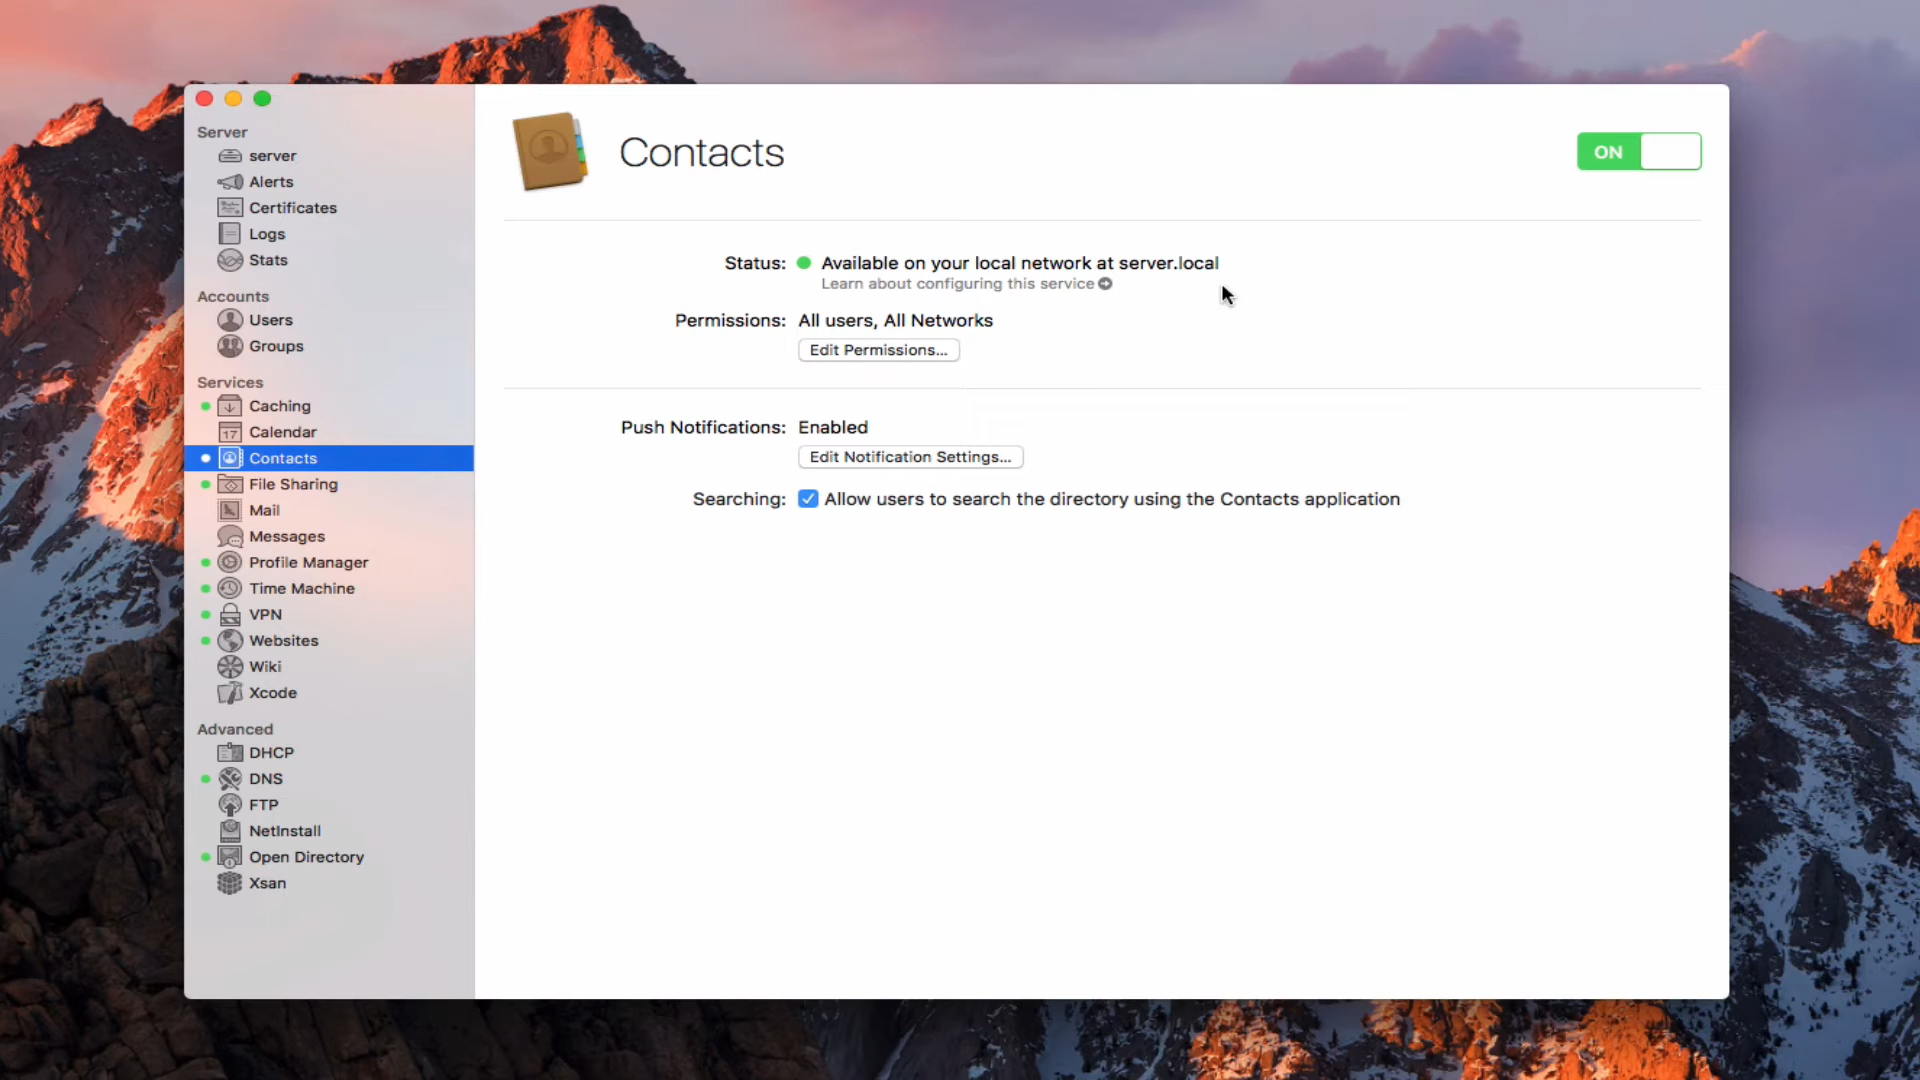 Server
server
Alerts
Certificates
Logs
Stats
Accounts
Users
Groups
Services
Caching
17 Calendar
Contacts
File Sharing
Mail
Messages
Profile Manager
Time Machine
VPN
Websites
Wiki
Xcode
Advanced
DHCP
DNS
FTP
NetInstall
Open Directory
Xsan
Contacts
ON
Status: Available on your local network at server.local
Learn about configuring this service
Permissions: All users, All Networks
Edit Permissions...
Push Notifications: Enabled
Edit Notification Settings...
Searching: Allow users to search the directory using the Contacts application